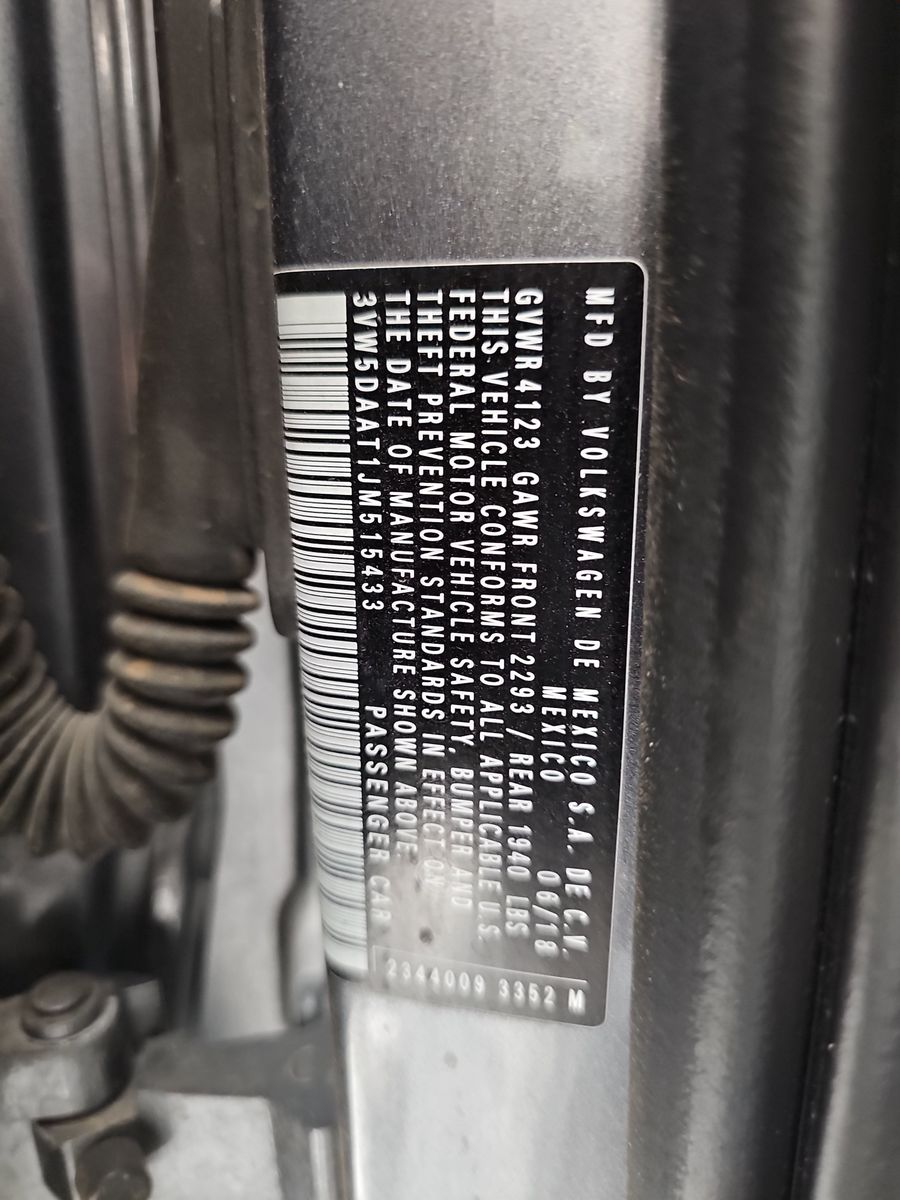 MFD BY VOLKSWAGEN DE MEXICO S.A. DE C.V.
MEXICO 06/18
GVWR 4123 GAWR FRONT 2293 / REAR 1940 LBS
THIS VEHICLE CONFORMS TO ALL APPLICABLE U.S.
FEDERAL MOTOR VEHICLE SAFETY, BUMPER AND
THEFT PREVENTION STANDARDS IN EFFECT ON
THE DATE OF MANUFACTURE SHOWN ABOVE.
3VW5DAAT1JM515433 PASSENGER CAR
2344009 3352 M